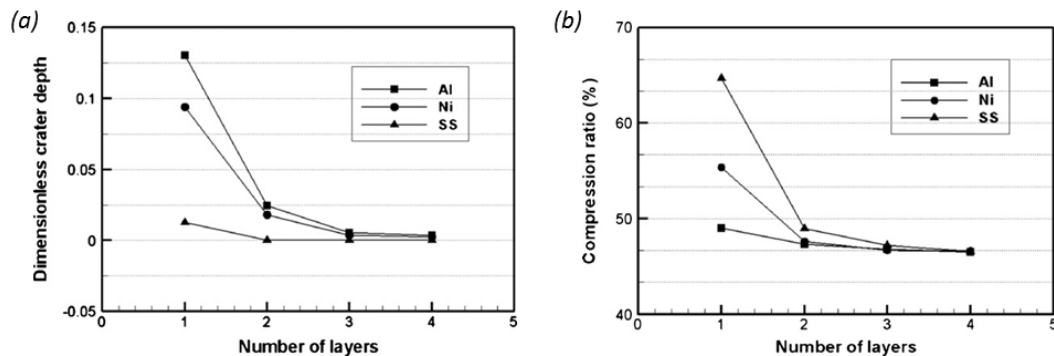 (a)
Dimensionless crater depth
0.15
0.1
0.05
0
-0.05
Al
Ni
SS
0 1 2 3 4 5
Number of layers
(b)
Compression ratio (%)
70
60
50
40
Al
Ni
SS
0 1 2 3 4 5
Number of layers